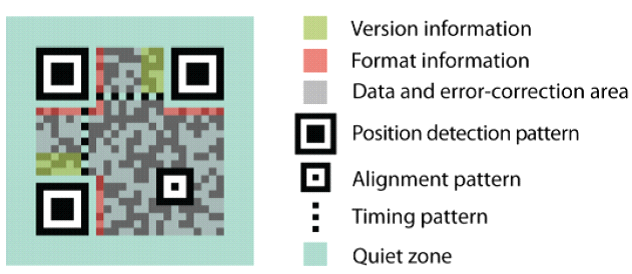 Version information
Format information
Data and error-correction area
Position detection pattern
Alignment pattern
Timing pattern
Quiet zone